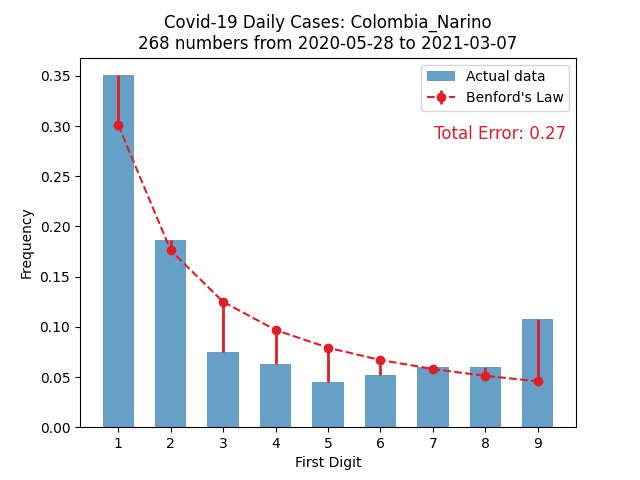 Covid-19 Daily Cases: Colombia_Narino
268 numbers from 2020-05-28 to 2021-03-07
Actual data
Benford's Law
Total Error: 0.27
Frequency
0.35
0.30
0.25
0.20
0.15
0.10
0.05
0.00
1 2 3 4 5 6 7 8 9
First Digit